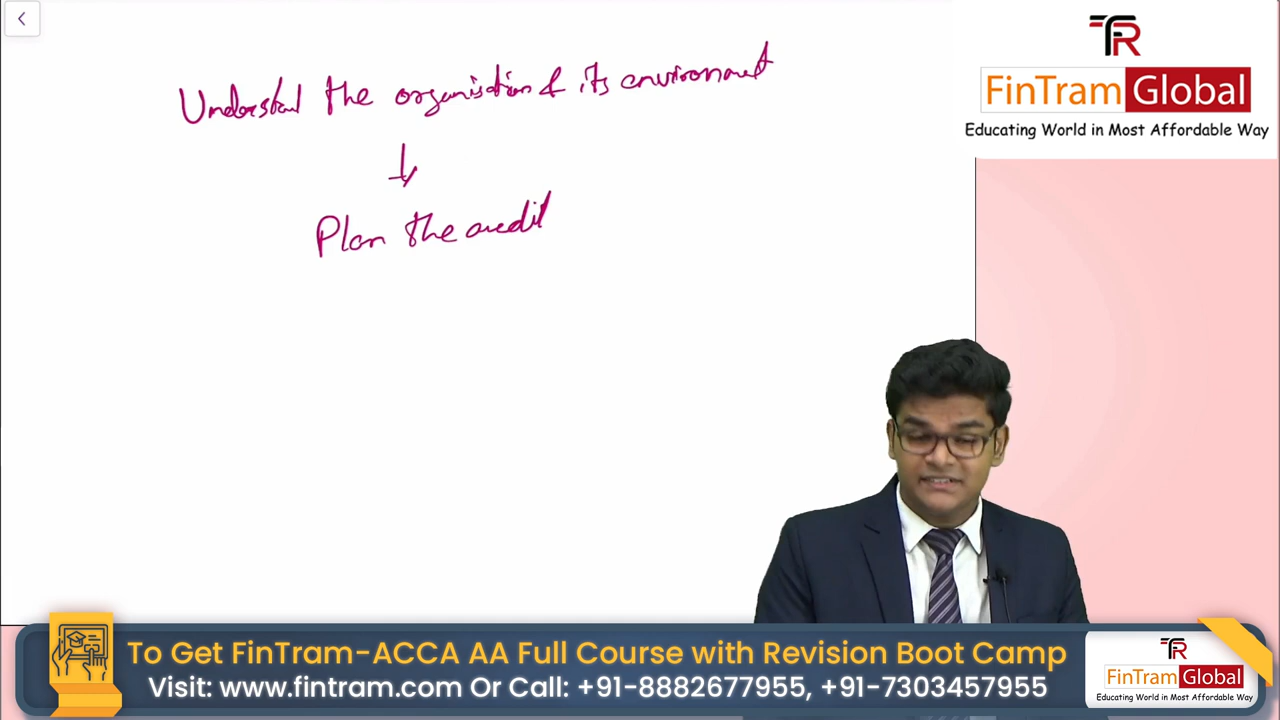 Understand the organisation & its environment
Plan the audit
TR
FinTram Global
Educating World in Most Affordable Way
To Get FinTram-ACCA AA Full Course with Revision Boot Camp
Visit: www.fintram.com Or Call: +91-8882677955, +91-7303457955
TR
FinTram Global
Educating World in Most Affordable Way